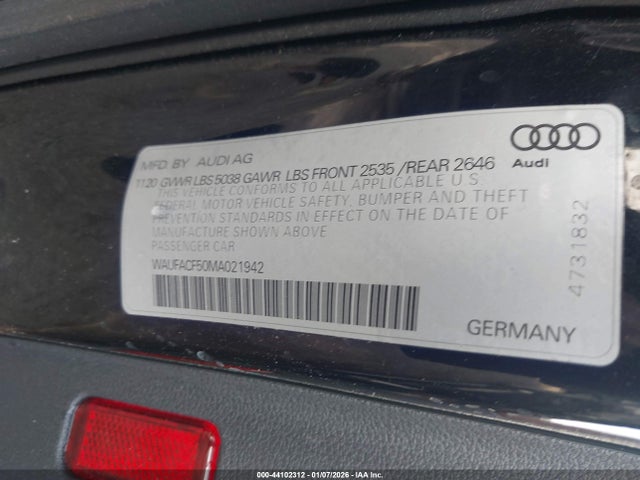 MFD. BY AUDI AG
1120 GVWR LBS 5038 GAWR LBS FRONT 2535 /REAR 2646
THIS VEHICLE CONFORMS TO ALL APPLICABLE U S
FEDERAL MOTOR VEHICLE SAFETY, BUMPER AND THEFT
PREVENTION STANDARDS IN EFFECT ON THE DATE OF
MANUFACTURE SHOWN ABOVE
PASSENGER CAR
WAUFACF50MA021942
Audi
4731832
GERMANY
000-44102312 | 01/07/2026 - IAA Inc.